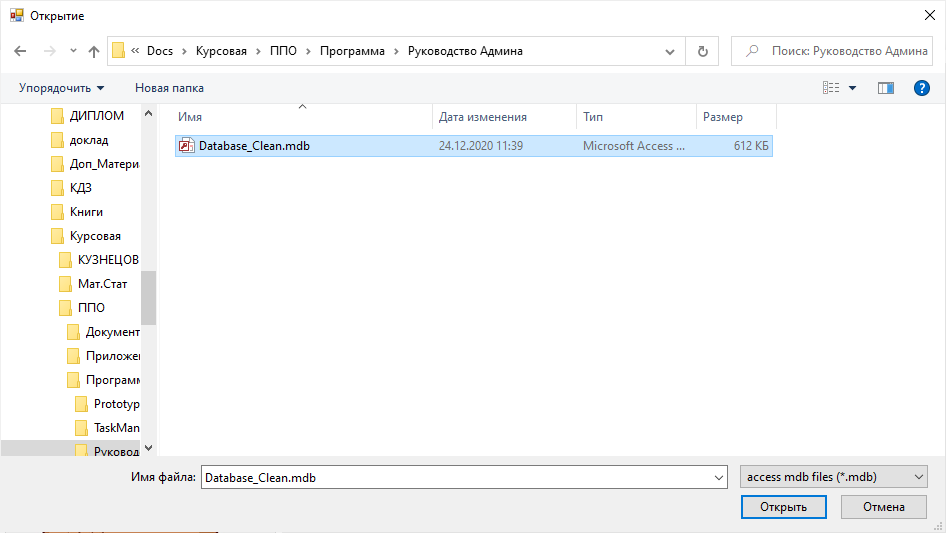 Открытие
« Docs › Курсовая › ППО › Программа › Руководство Админа
Поиск: Руководство Админа
Упорядочить
Новая папка
ДИПЛОМ
доклад
Доп_Матери
КДЗ
Книги
Курсовая
КУЗНЕЦОВ
Мат.Стат
ППО
Документ
Приложе
Програм
Prototyp
TaskMan
Руковод
Имя Дата изменения Тип Размер
Database_Clean.mdb 24.12.2020 11:39 Microsoft Access ... 612 КБ
Имя файла: Database_Clean.mdb access mdb files (*.mdb)
Открыть Отмена